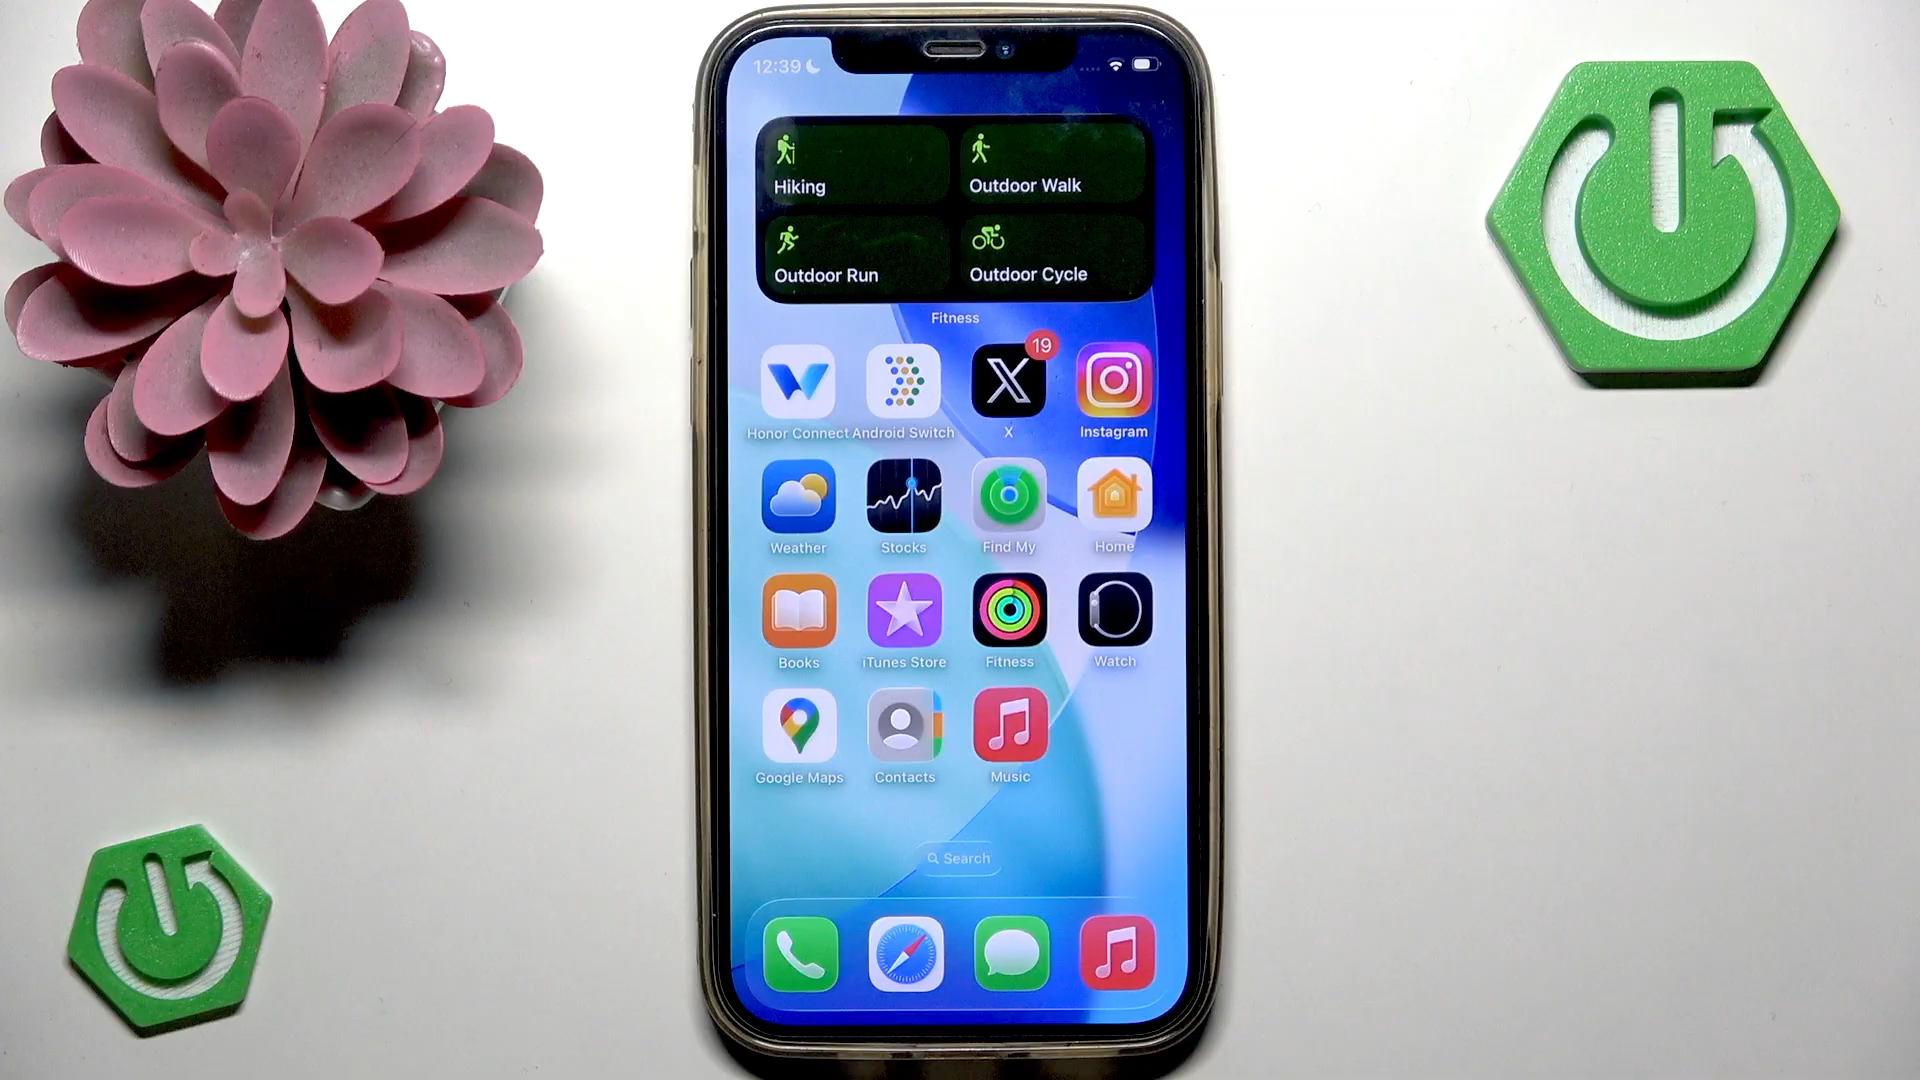 12:39
Hiking
Outdoor Walk
Outdoor Run
Outdoor Cycle
Fitness
19
Honor Connect Android Switch X Instagram
Weather Stocks Find My Home
Books iTunes Store Fitness Watch
Google Maps Contacts Music
Search